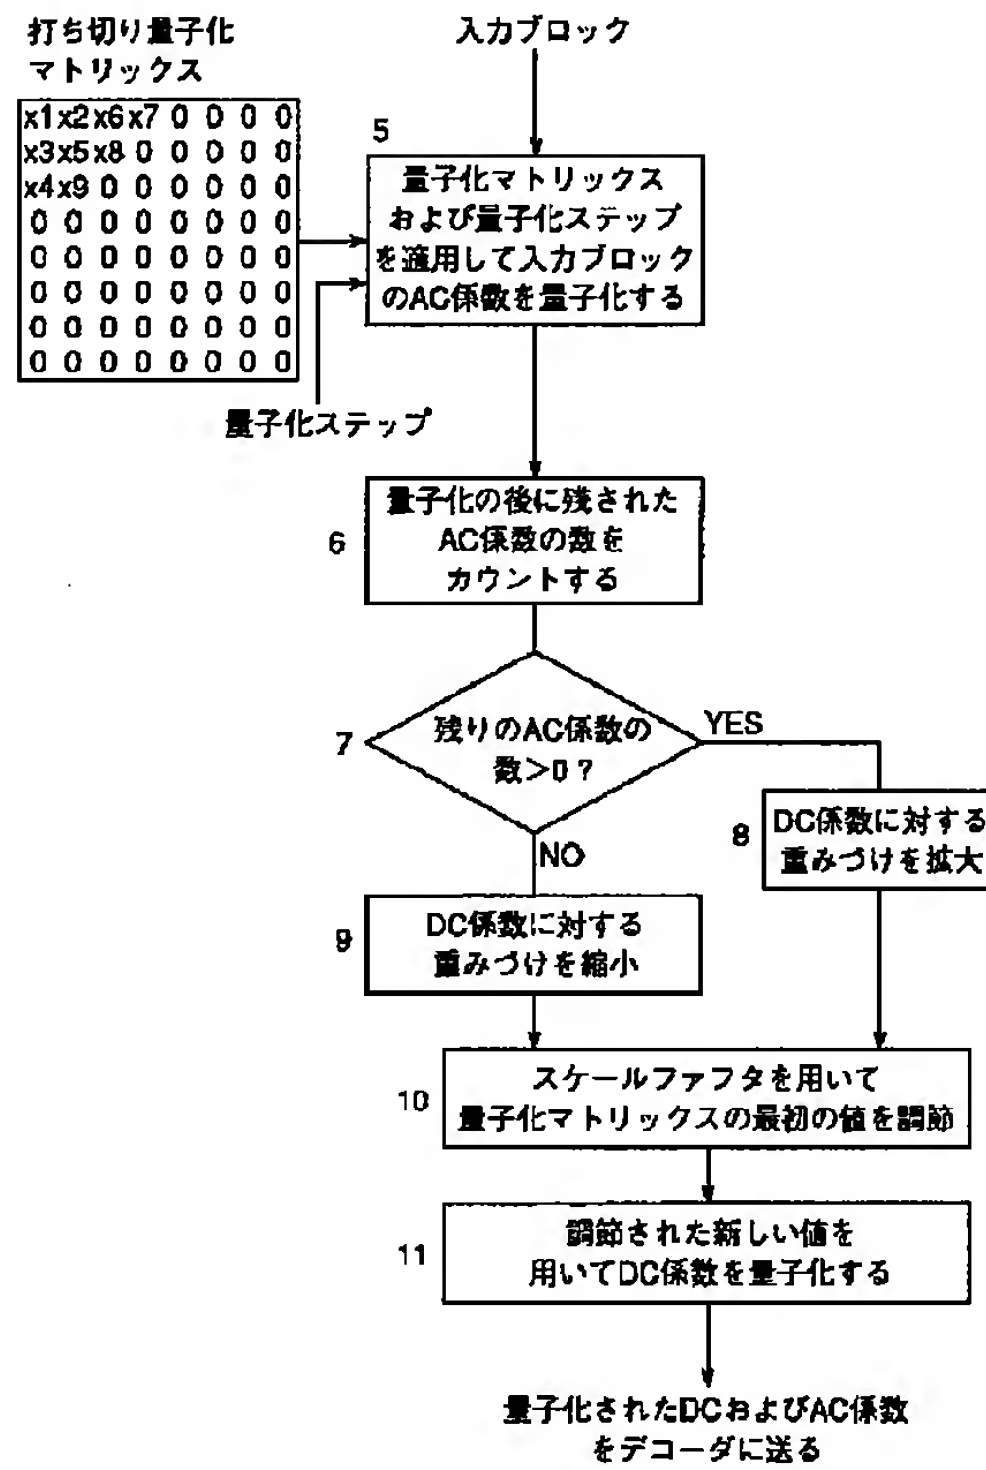 打ち切り量子化
マトリックス
x1x2x6x7 0 0 0 0
x3x5x8 0 0 0 0 0
x4x9 0 0 0 0 0 0
0 0 0 0 0 0 0 0
0 0 0 0 0 0 0 0
0 0 0 0 0 0 0 0
0 0 0 0 0 0 0 0
0 0 0 0 0 0 0 0
量子化ステップ
入力ブロック
5
量子化マトリックス
および量子化ステップ
を適用して入力ブロック
のAC係数を量子化する
6
量子化の後に残された
AC係数の数を
カウントする
7
残りのAC係数の
数>0?
YES
NO
8
DC係数に対する
重みづけを拡大
9
DC係数に対する
重みづけを縮小
10
スケールファフタを用いて
量子化マトリックスの最初の値を調節
11
調節された新しい値を
用いてDC係数を量子化する
量子化されたDCおよびAC係数
をデコーダに送る